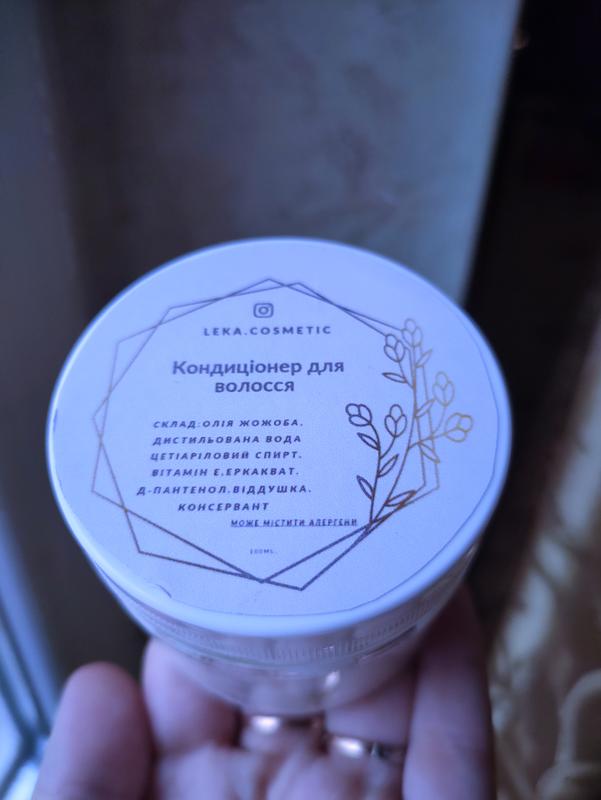 LEKA.COSMETIC
Кондиціонер для
волосся
СКЛАД:ОЛІЯ ЖОЖОБА.
ДИСТИЛЬОВАНА ВОДА
ЦЕТІАРІЛОВИЙ СПИРТ.
ВІТАМІН Е,ЕРКАКВАТ.
Д-ПАНТЕНОЛ.ВІДДУШКА.
КОНСЕРВАНТ
МОЖЕ МІСТИТИ АЛЕРГЕНИ
100ML.